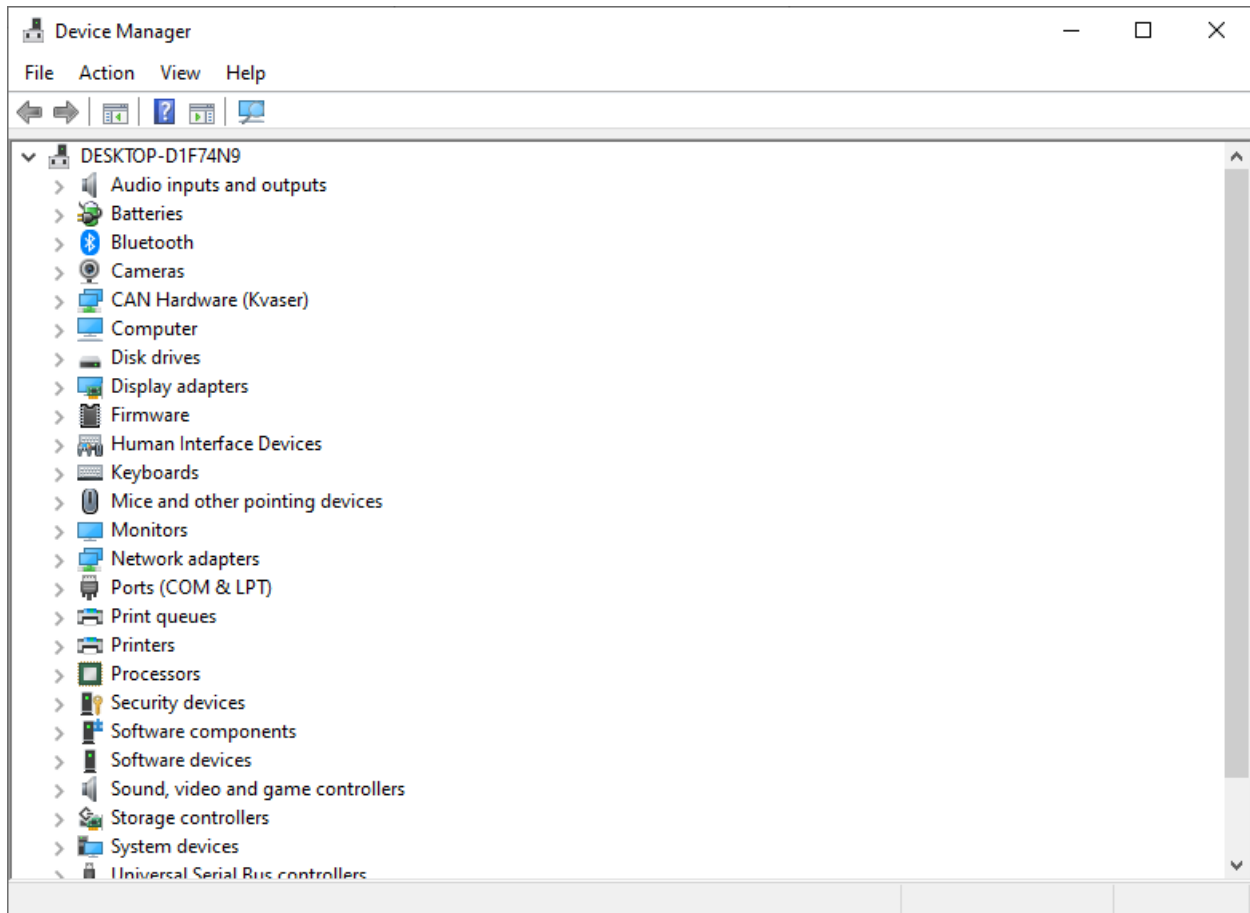 Device Manager
File Action View Help
?
DESKTOP-D1F74N9
Audio inputs and outputs
Batteries
Bluetooth
Cameras
CAN Hardware (Kvaser)
Computer
Disk drives
Display adapters
Firmware
Human Interface Devices
Keyboards
Mice and other pointing devices
Monitors
Network adapters
Ports (COM & LPT)
Print queues
Printers
Processors
Security devices
Software components
Software devices
Sound, video and game controllers
Storage controllers
System devices
Universal Serial Bus controllers